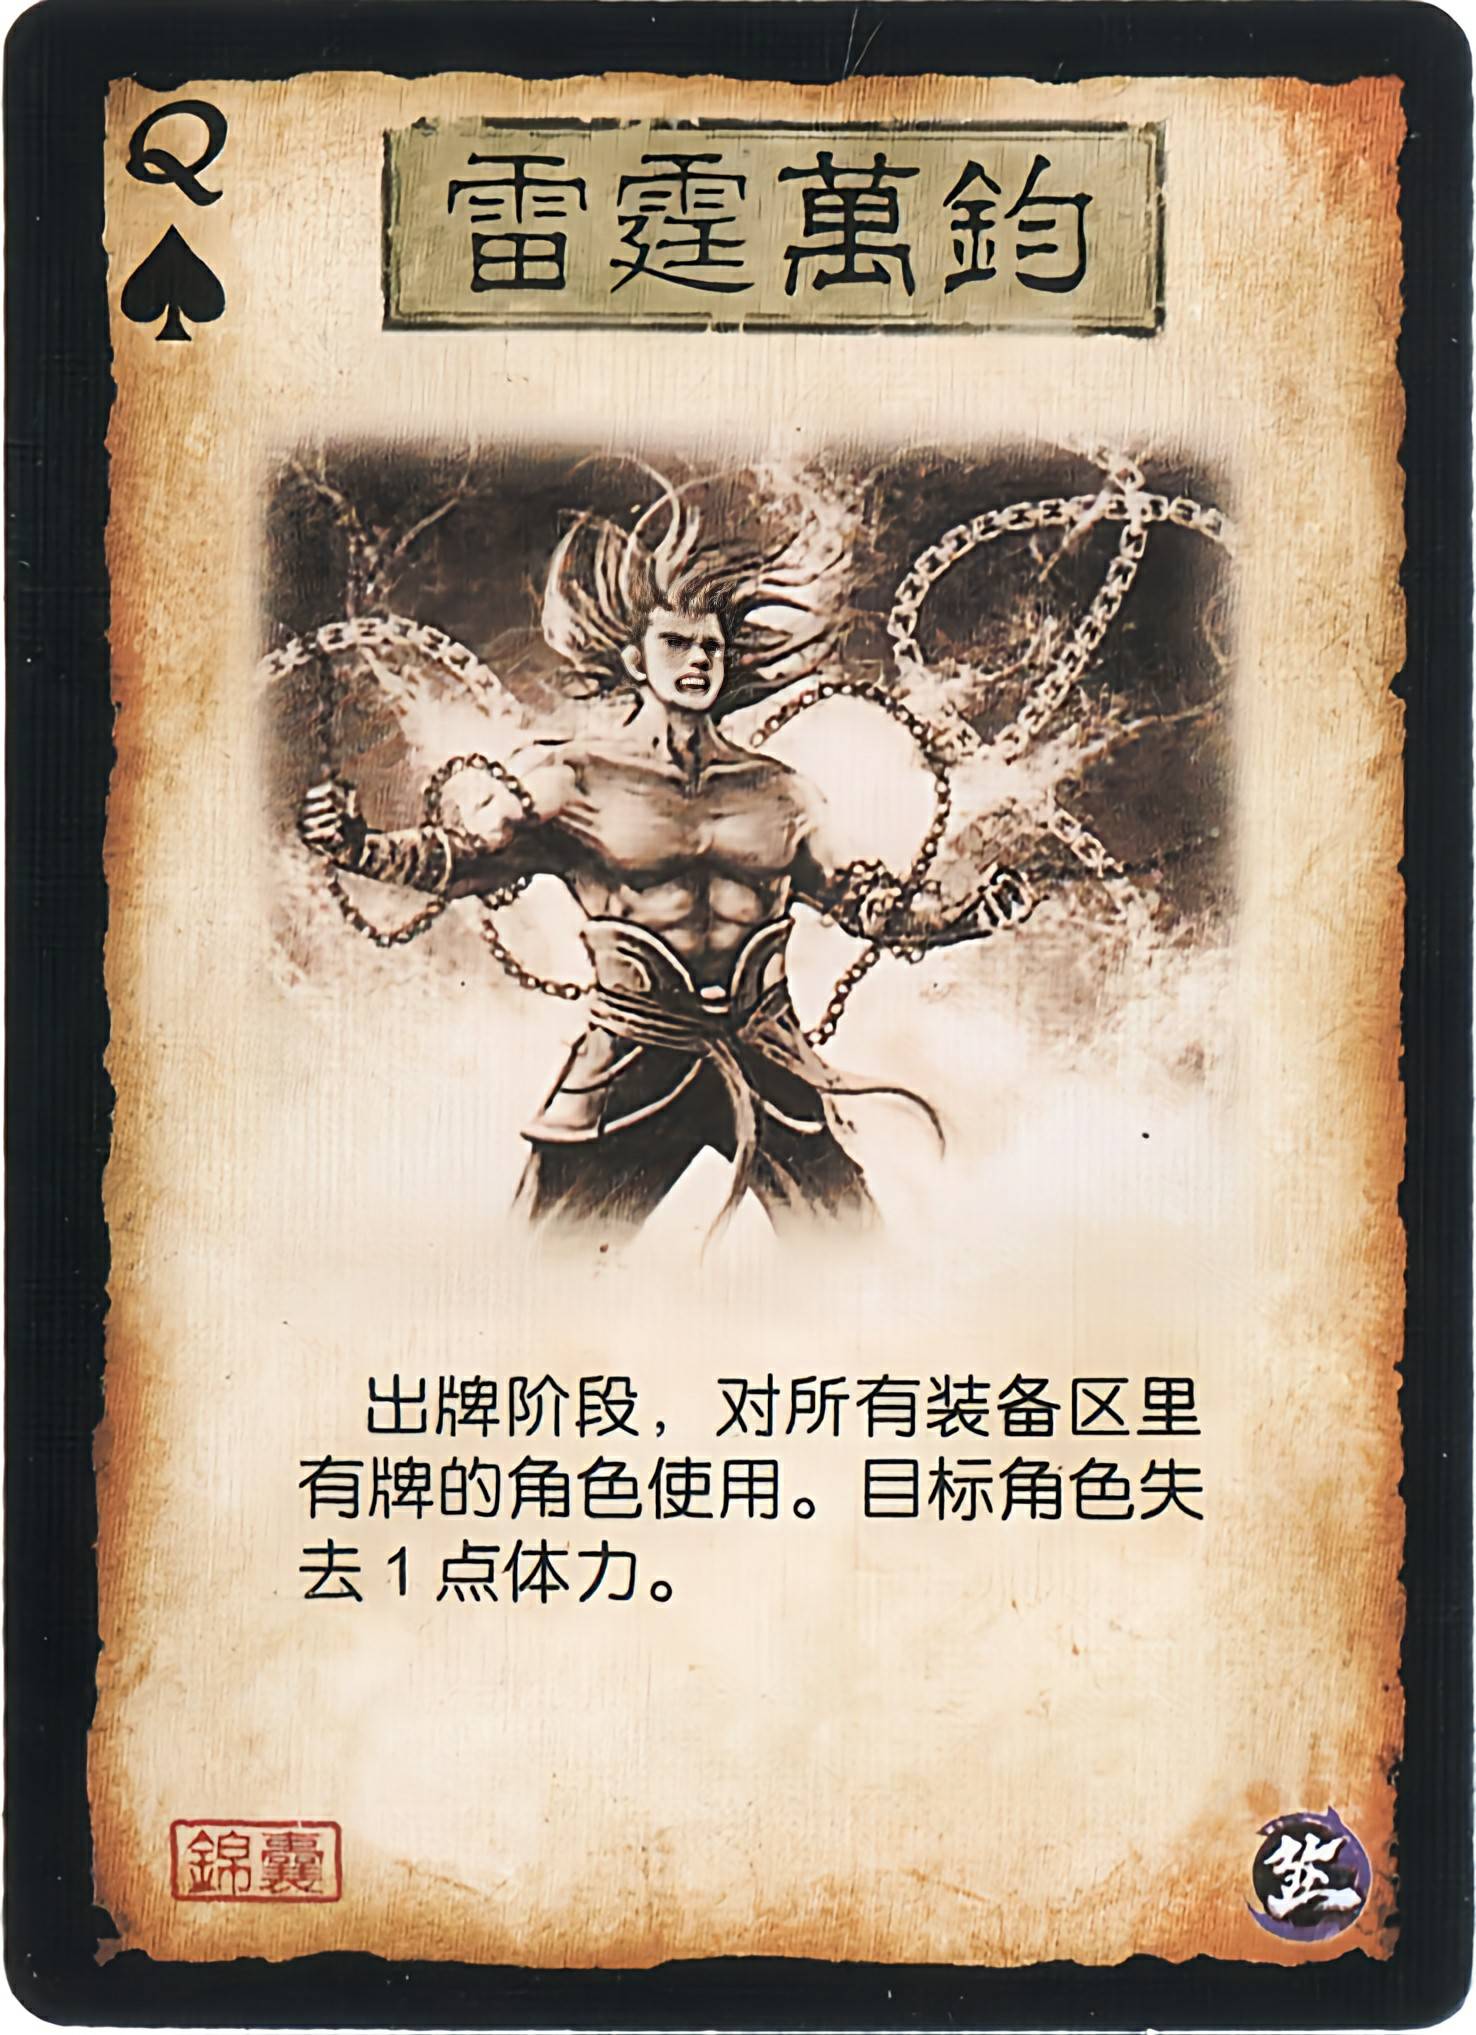 Q
雷霆萬鈞
出牌阶段，对所有装备区里
有牌的角色使用。目标角色失
去1点体力。
錦囊